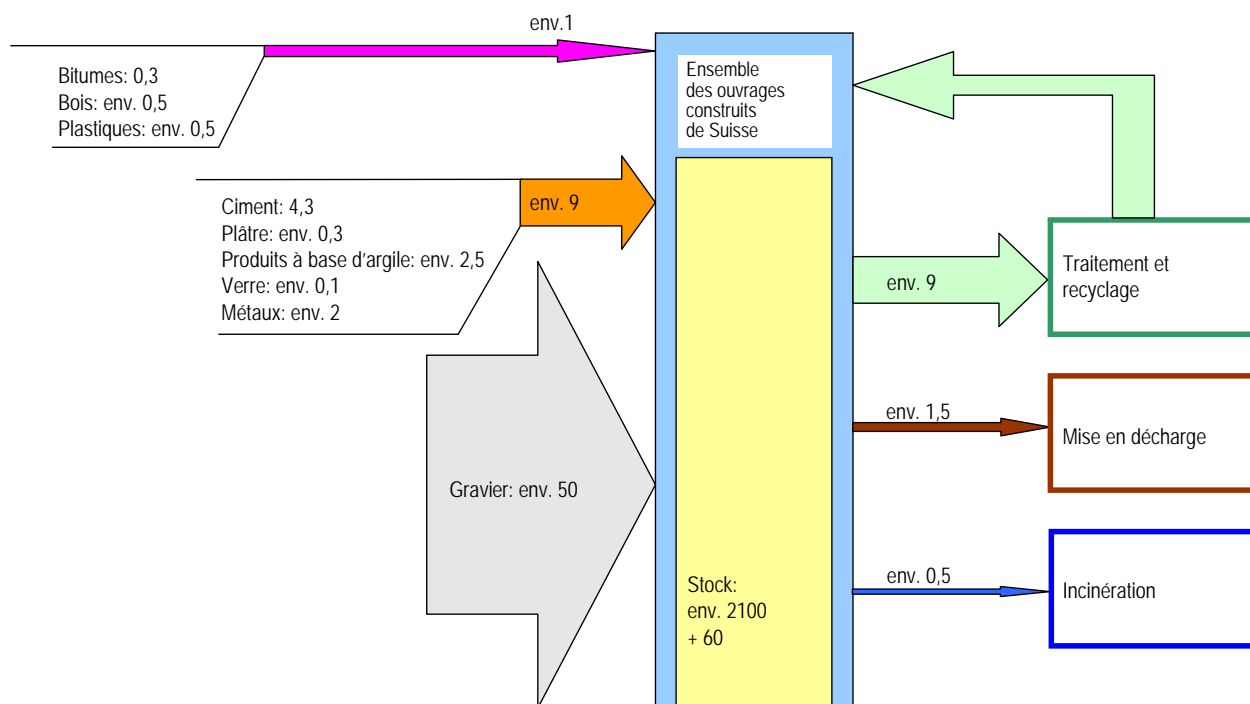 env.1
Bitumes: 0,3
Bois: env. 0,5
Plastiques: env. 0,5
Ensemble
des ouvrages
construits
de Suisse
env. 9
Ciment: 4,3
Plâtre: env. 0,3
Produits à base d'argile: env. 2,5
Verre: env. 0,1
Métaux: env. 2
env. 9
Traitement et
recyclage
env. 1,5
Mise en décharge
Gravier: env. 50
env. 0,5
Incinération
Stock:
env. 2100
+ 60